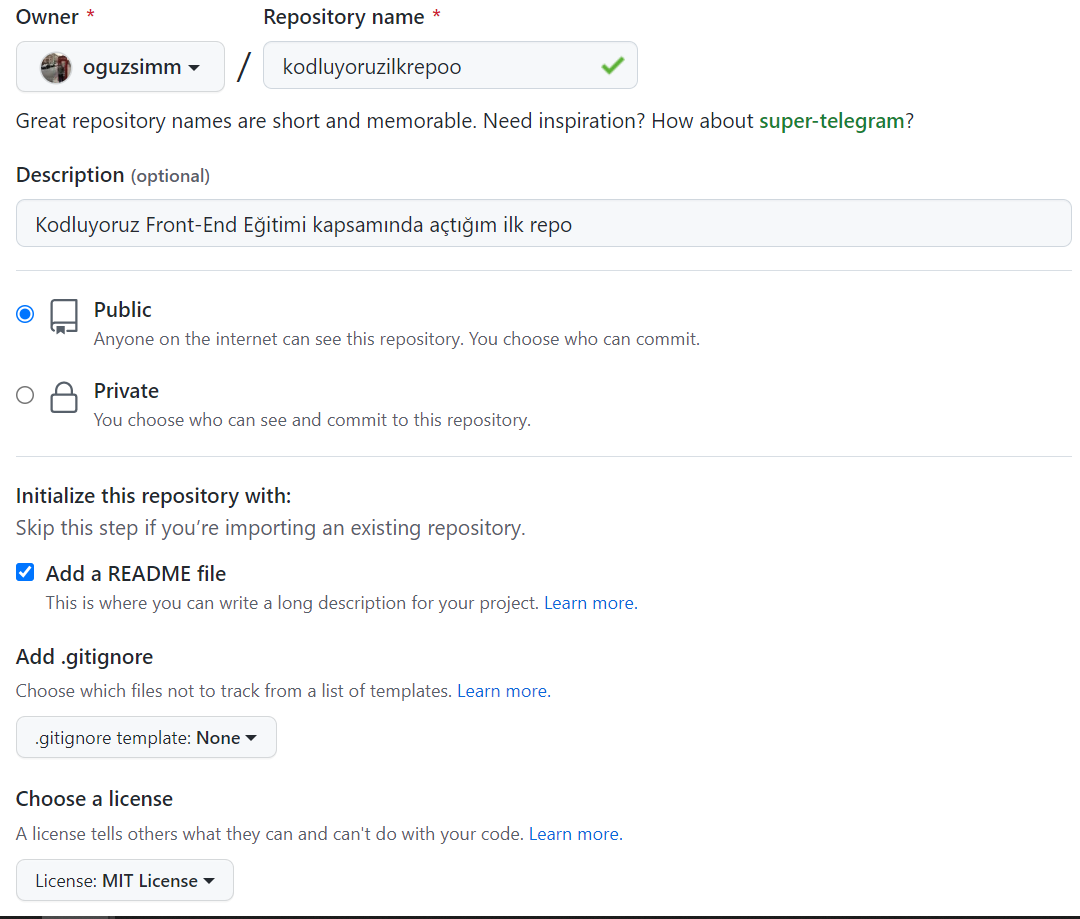 Owner * Repository name *
oguzsimm / kodluyoruzilkrepoo
Great repository names are short and memorable. Need inspiration? How about super-telegram?
Description (optional)
Kodluyoruz Front-End Eğitimi kapsamında açtığım ilk repo
Public
Anyone on the internet can see this repository. You choose who can commit.
Private
You choose who can see and commit to this repository.
Initialize this repository with:
Skip this step if you’re importing an existing repository.
Add a README file
This is where you can write a long description for your project. Learn more.
Add .gitignore
Choose which files not to track from a list of templates. Learn more.
.gitignore template: None
Choose a license
A license tells others what they can and can't do with your code. Learn more.
License: MIT License